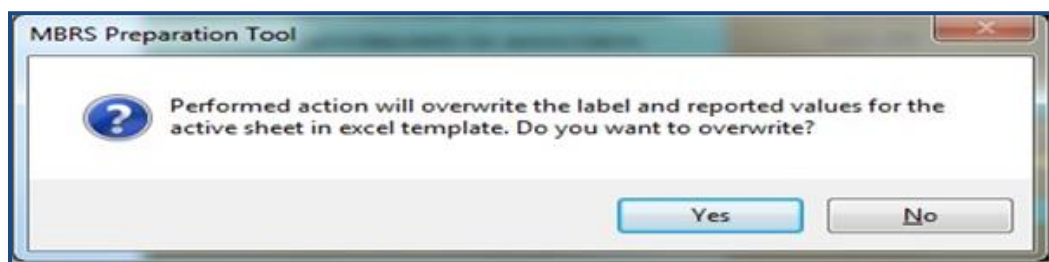 MBRS Preparation Tool
Performed action will overwrite the label and reported values for the
active sheet in excel template. Do you want to overwrite?
Yes
No